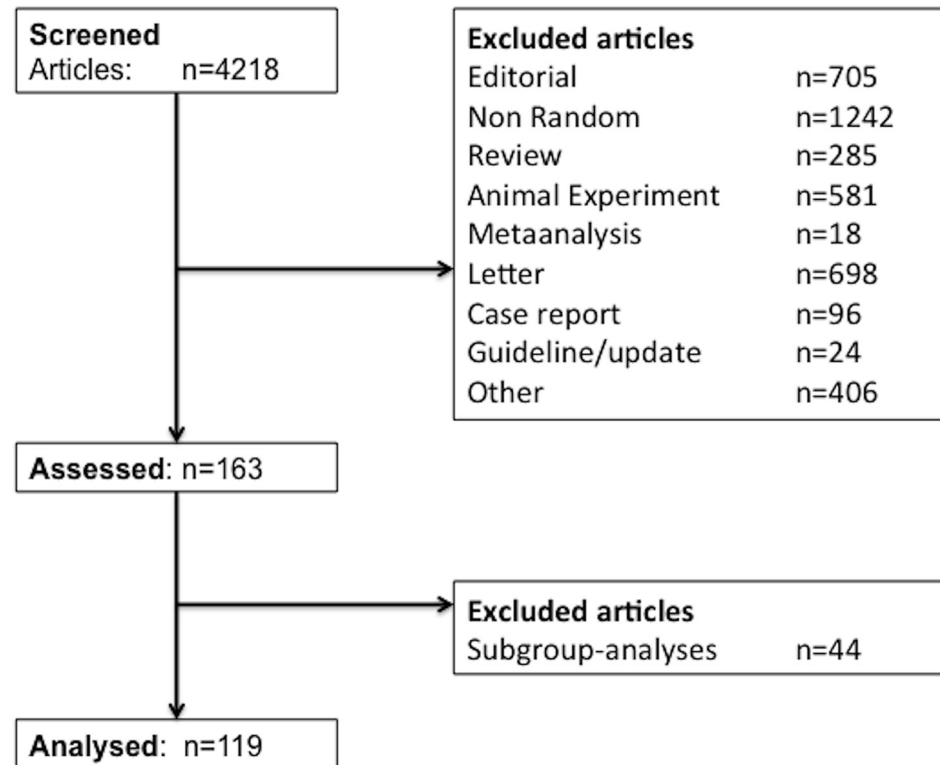 Screened
Articles: n=4218
Excluded articles
Editorial n=705
Non Random n=1242
Review n=285
Animal Experiment n=581
Metaanalysis n=18
Letter n=698
Case report n=96
Guideline/update n=24
Other n=406
Assessed: n=163
Excluded articles
Subgroup-analyses n=44
Analysed: n=119